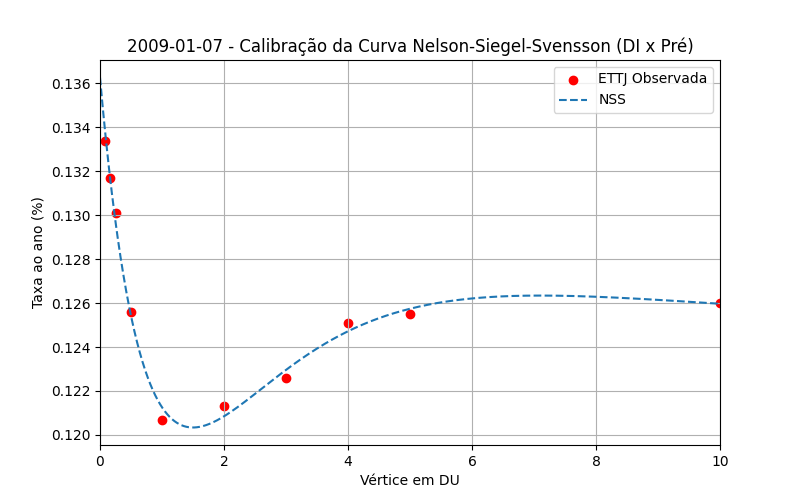 2009-01-07 - Calibração da Curva Nelson-Siegel-Svensson (DI x Pré)
ETTJ Observada
NSS
Taxa ao ano (%)
0.136
0.134
0.132
0.130
0.128
0.126
0.124
0.122
0.120
0 2 4 6 8 10
Vértice em DU